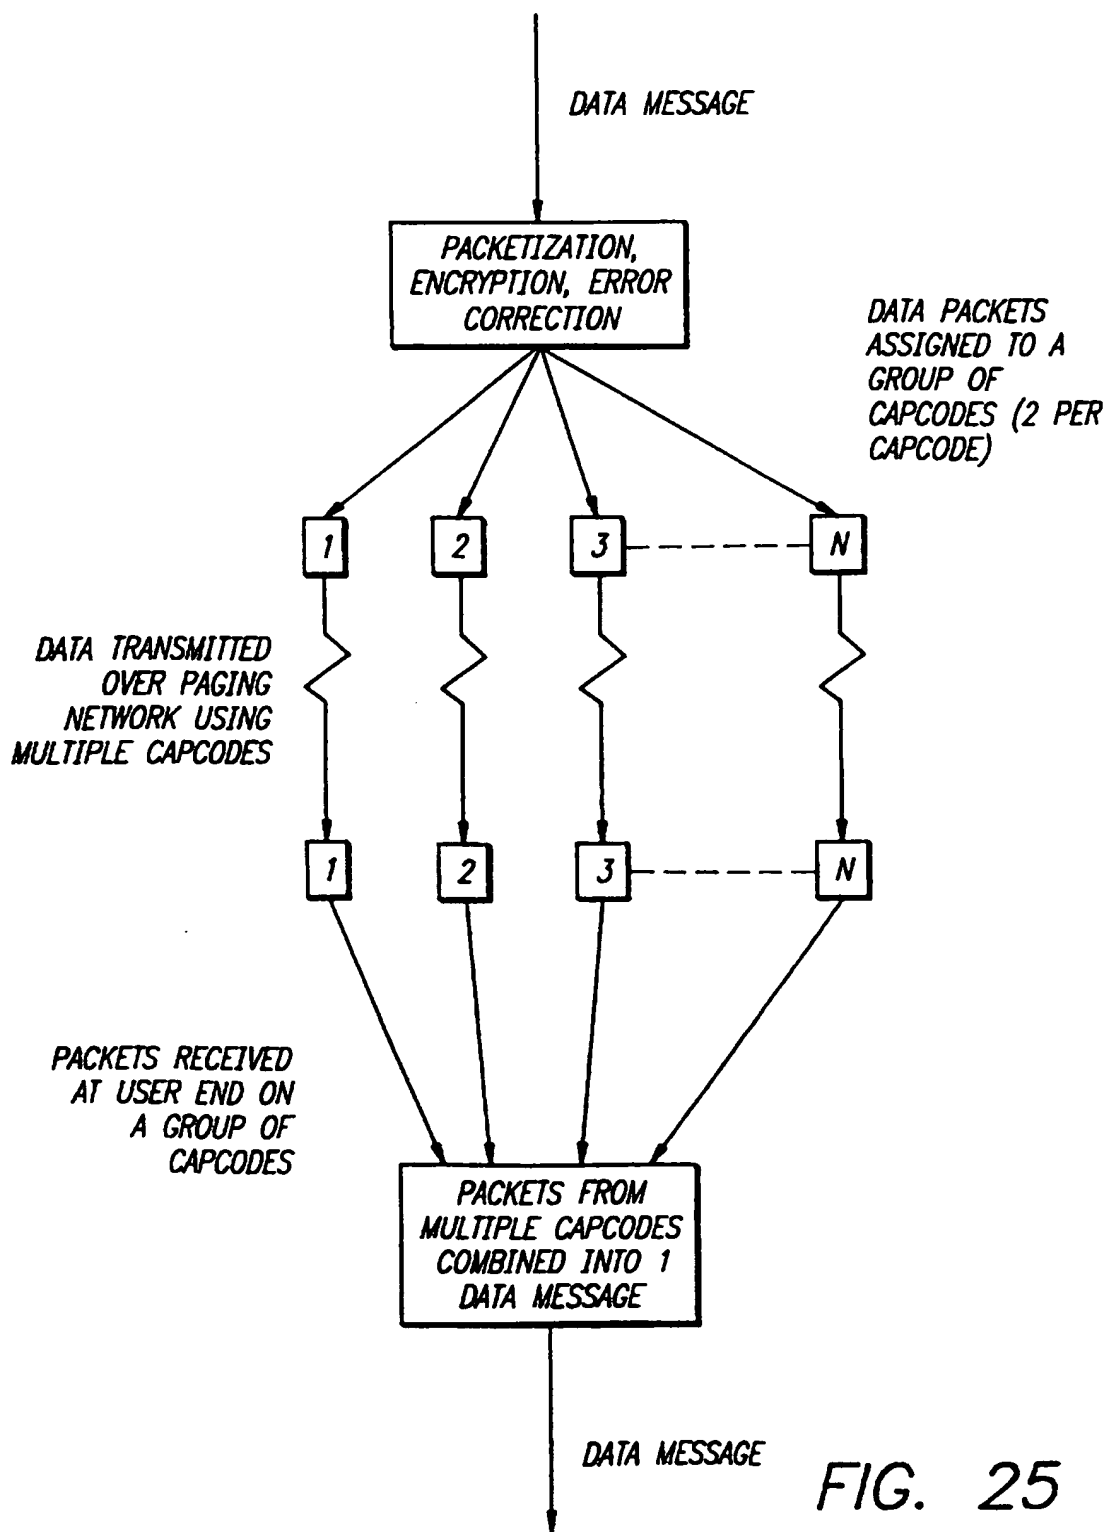 DATA MESSAGE
PACKETIZATION,
ENCRYPTION, ERROR
CORRECTION
DATA PACKETS
ASSIGNED TO A
GROUP OF
CAPCODES (2 PER
CAPCODE)
1 2 3 N
DATA TRANSMITTED
OVER PAGING
NETWORK USING
MULTIPLE CAPCODES
1 2 3 N
PACKETS RECEIVED
AT USER END ON
A GROUP OF
CAPCODES
PACKETS FROM
MULTIPLE CAPCODES
COMBINED INTO 1
DATA MESSAGE
DATA MESSAGE
FIG. 25